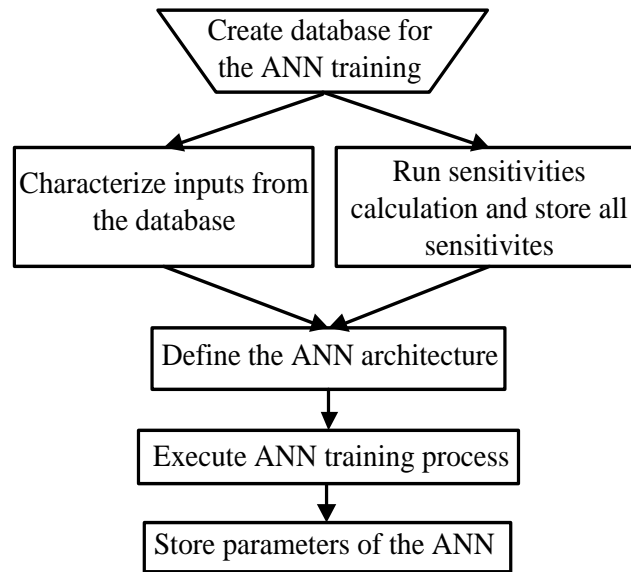 Create database for
the ANN training
Characterize inputs from
the database
Run sensitivities
calculation and store all
sensitivites
Define the ANN architecture
Execute ANN training process
Store parameters of the ANN